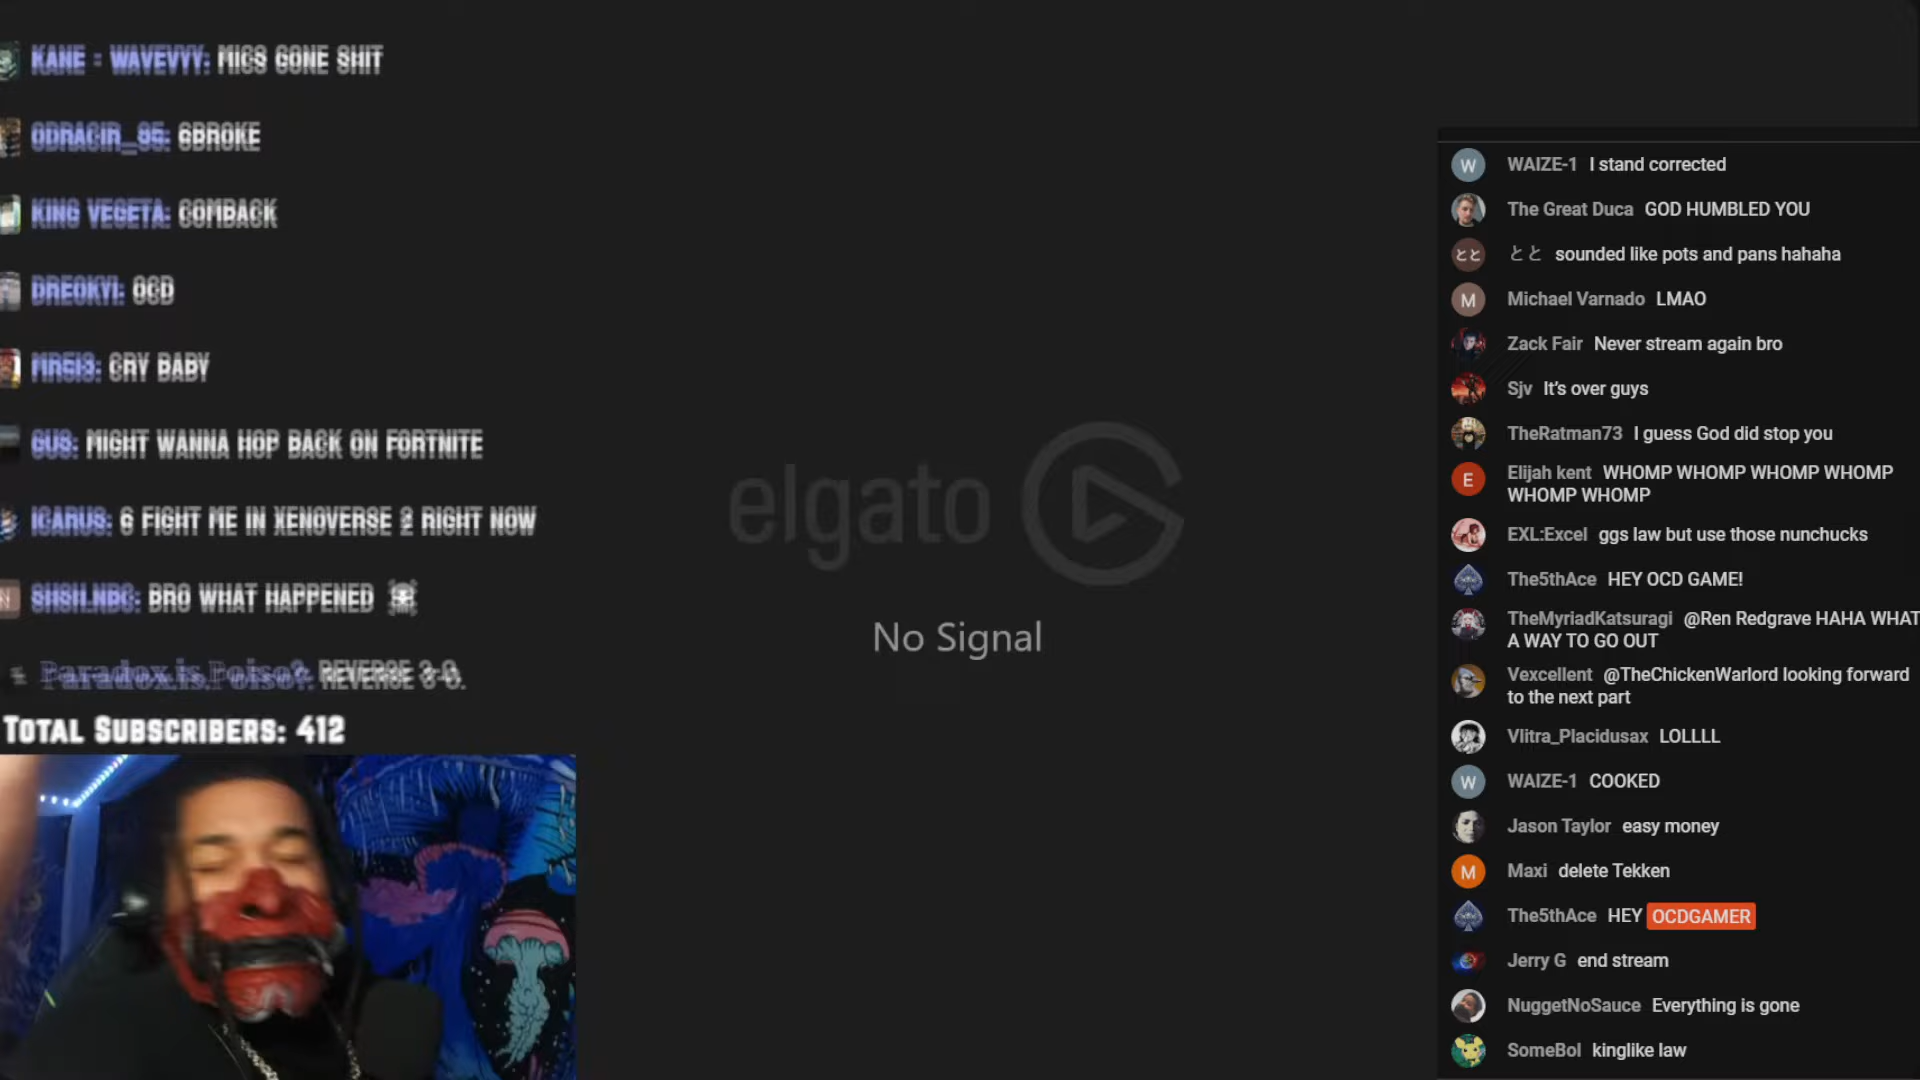 KANE - WAVEVYY: MICS GONE SHIT
ODRACIR_95: 6BROKE
KING VEGETA: COMBACK
DREOKYI: OCD
MR513: CRY BABY
GUS: MIGHT WANNA HOP BACK ON FORTNITE
ICARUS: 6 FIGHT ME IN XENOVERSE 2 RIGHT NOW
BRO WHAT HAPPENED
Paradox.is.Poiso?: REVERSE 3-0.
TOTAL SUBSCRIBERS: 412
elgato
No Signal
W WAIZE-1 I stand corrected
The Great Duca GOD HUMBLED YOU
とと とと sounded like pots and pans hahaha
M Michael Varnado LMAO
Zack Fair Never stream again bro
Sjv It's over guys
TheRatman73 I guess God did stop you
E Elijah kent WHOMP WHOMP WHOMP WHOMP
WHOMP WHOMP
EXL:Excel ggs law but use those nunchucks
The5thAce HEY OCD GAME!
TheMyriadKatsuragi @Ren Redgrave HAHA WHAT
A WAY TO GO OUT
Vexcellent @TheChickenWarlord looking forward
to the next part
Vlitra_Placidusax LOLLLL
W WAIZE-1 COOKED
Jason Taylor easy money
M Maxi delete Tekken
The5thAce HEY OCDGAMER
Jerry G end stream
NuggetNoSauce Everything is gone
SomeBol kinglike law